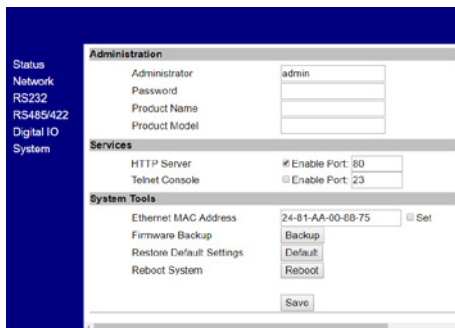 Status
Network
RS232
RS485/422
Digital IO
System
Administration
Administrator admin
Password
Product Name
Product Model
Services
HTTP Server Enable Port: 80
Telnet Console Enable Port: 23
System Tools
Ethernet MAC Address 24-81-AA-00-88-75 Set
Firmware Backup Backup
Restore Default Settings Default
Reboot System Reboot
Save